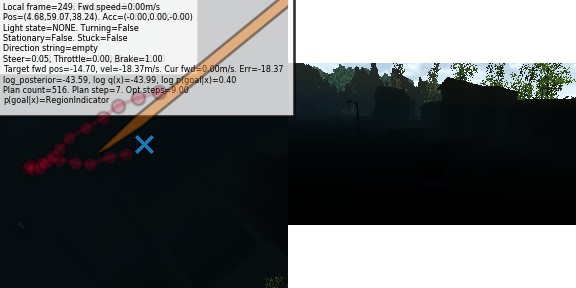 Local frame=249. Fwd speed=0.00m/s
Pos=(4.68,59.07,38.24). Acc=(-0.00,0.00,-0.00)
Light state=NONE. Turning=False
Stationary=False. Stuck=False
Direction string=empty
Steer=0.05, Throttle=0.00, Brake=1.00
Target fwd pos=-14.70, vel=-18.37m/s. Cur fwd=0.00m/s. Err=-18.37
log_posterior=-43.59, log q(x)=-43.99, log p(goal|x)=0.40
Plan count=516. Plan step=7. Opt steps=9.00
p(goal|x)=RegionIndicator